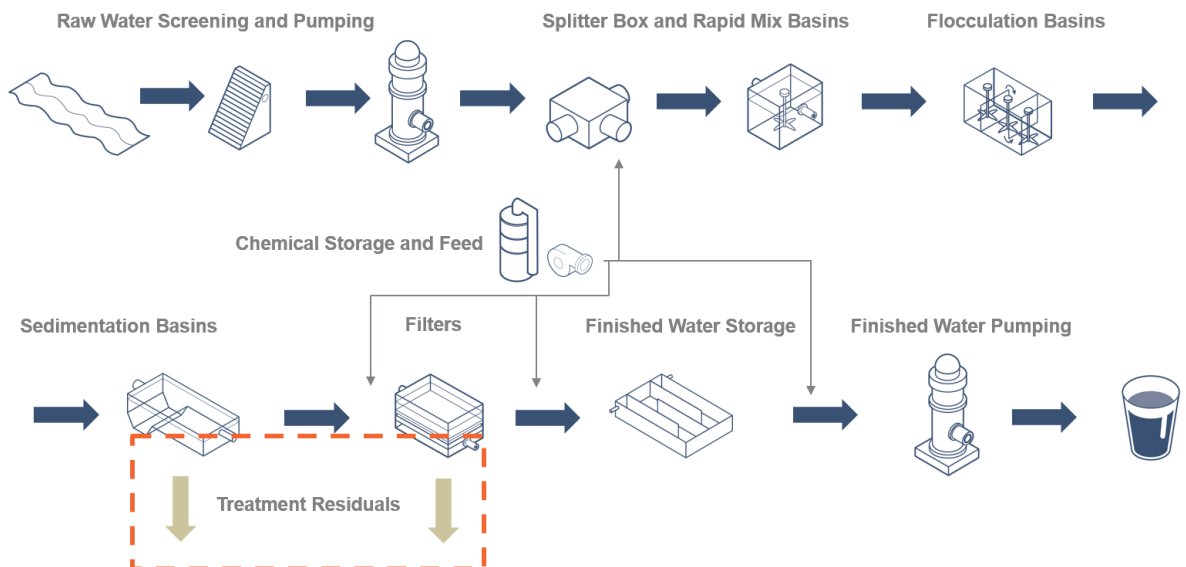 Raw Water Screening and Pumping
Splitter Box and Rapid Mix Basins
Flocculation Basins
Chemical Storage and Feed
Sedimentation Basins
Filters
Finished Water Storage
Finished Water Pumping
Treatment Residuals